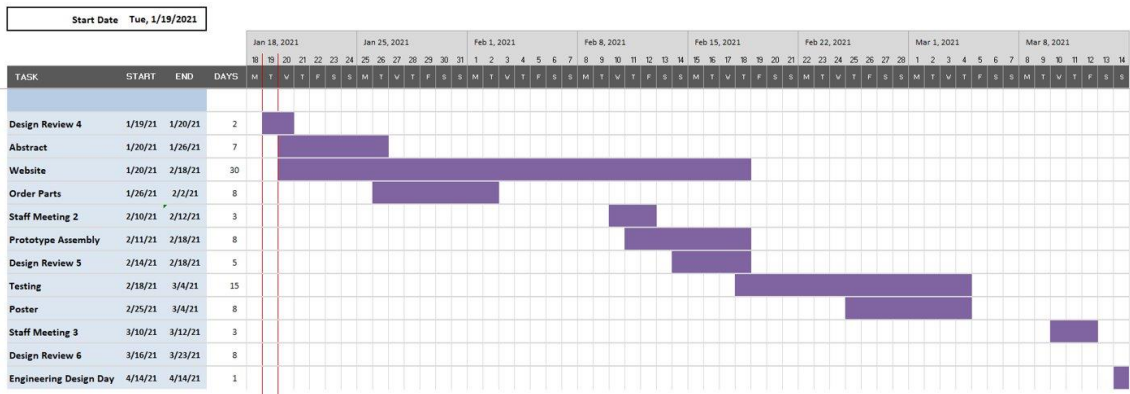 Start Date Tue, 1/19/2021
Jan 18, 2021 Jan 25, 2021 Feb 1, 2021 Feb 8, 2021 Feb 15, 2021 Feb 22, 2021 Mar 1, 2021 Mar 8, 2021
18 19 20 21 22 23 24 25 26 27 28 29 30 31 1 2 3 4 5 6 7 8 9 10 11 12 13 14 15 16 17 18 19 20 21 22 23 24 25 26 27 28 1 2 3 4 5 6 7 8 9 10 11 12 13 14
TASK START END DAYS M T W T F S S M T W T F S S M T W T F S S M T W T F S S M T W T F S S M T W T F S S M T W T F S S M T W T F S S
Design Review 4 1/19/21 1/20/21 2
Abstract 1/20/21 1/26/21 7
Website 1/20/21 2/18/21 30
Order Parts 1/26/21 2/2/21 8
Staff Meeting 2 2/10/21 2/12/21 3
Prototype Assembly 2/11/21 2/18/21 8
Design Review 5 2/14/21 2/18/21 5
Testing 2/18/21 3/4/21 15
Poster 2/25/21 3/4/21 8
Staff Meeting 3 3/10/21 3/12/21 3
Design Review 6 3/16/21 3/23/21 8
Engineering Design Day 4/14/21 4/14/21 1